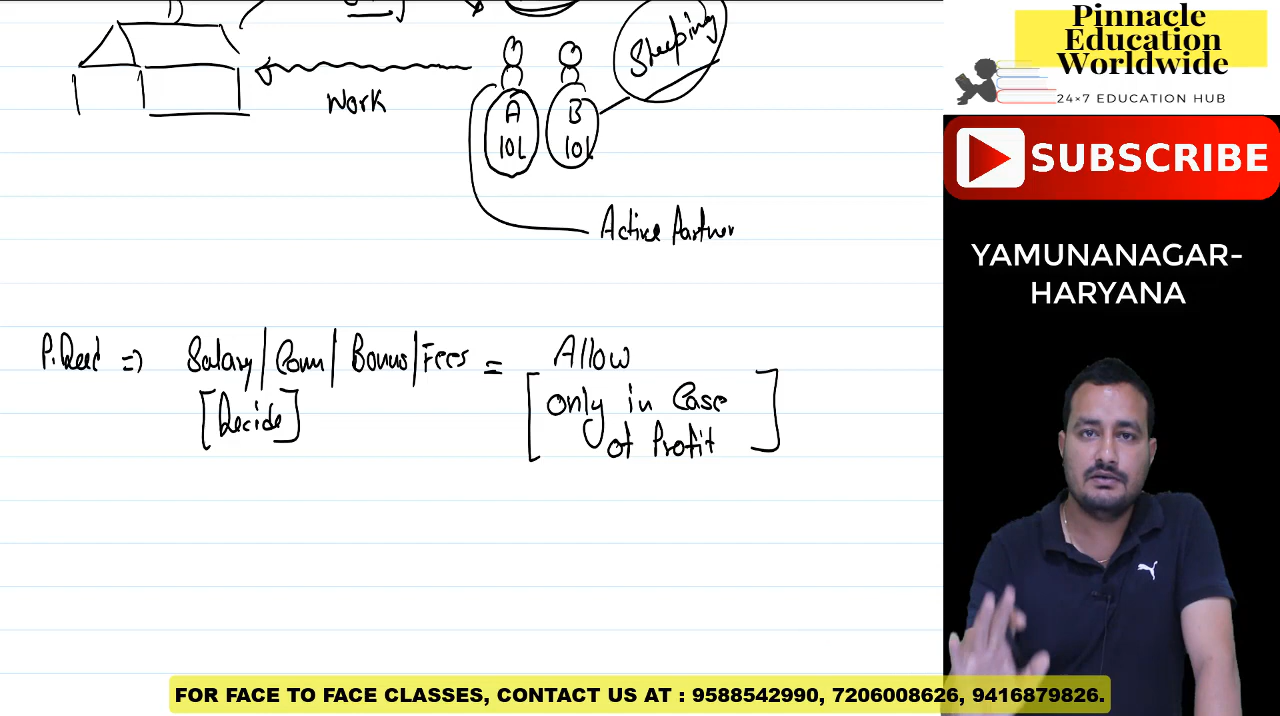 Sleeping
Work
A
10L
B
10L
Active Partner
P.Deed => Salary/Comm/Bonus/Fees = Allow
[Decide]
[only in Case
of Profit]
Pinnacle
Education
Worldwide
24×7 EDUCATION HUB
SUBSCRIBE
YAMUNANAGAR-
HARYANA
FOR FACE TO FACE CLASSES, CONTACT US AT : 9588542990, 7206008626, 9416879826.